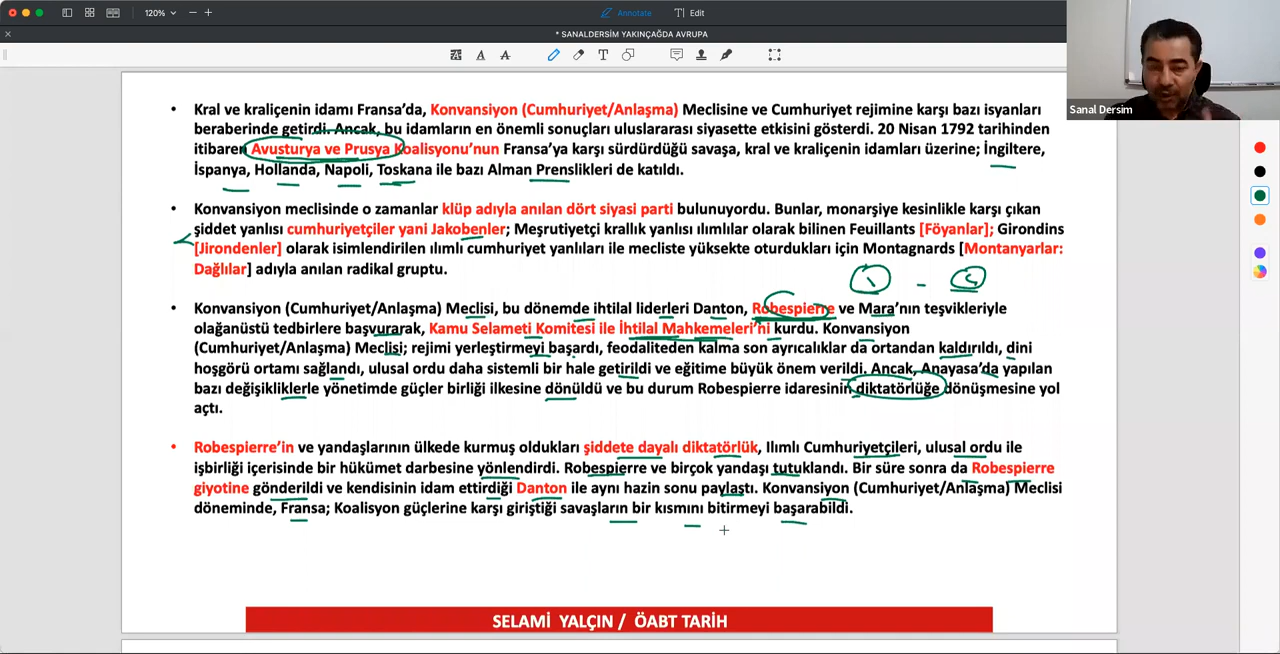 120%
Annotate
Edit
* SANALDERSİM YAKINÇAĞDA AVRUPA
Sanal Dersim
• Kral ve kraliçenin idamı Fransa’da, Konvansiyon (Cumhuriyet/Anlaşma) Meclisine ve Cumhuriyet rejimine karşı bazı isyanları
beraberinde getirdi. Ancak, bu idamların en önemli sonuçları uluslararası siyasette etkisini gösterdi. 20 Nisan 1792 tarihinden
itibaren Avusturya ve Prusya Koalisyonu’nun Fransa’ya karşı sürdürdüğü savaşa, kral ve kraliçenin idamları üzerine; İngiltere,
İspanya, Hollanda, Napoli, Toskana ile bazı Alman Prenslikleri de katıldı.
• Konvansiyon meclisinde o zamanlar klüp adıyla anılan dört siyasi parti bulunuyordu. Bunlar, monarşiye kesinlikle karşı çıkan
şiddet yanlısı cumhuriyetçiler yani Jakobenler; Meşrutiyetçi krallık yanlısı ılımlılar olarak bilinen Feuillants [Föyanlar]; Girondins
[Jirondenler] olarak isimlendirilen ılımlı cumhuriyet yanlıları ile mecliste yüksekte oturdukları için Montagnards [Montanyarlar:
Dağlılar] adıyla anılan radikal gruptu.
• Konvansiyon (Cumhuriyet/Anlaşma) Meclisi, bu dönemde ihtilal liderleri Danton, Robespierre ve Mara’nın teşvikleriyle
olağanüstü tedbirlere başvurarak, Kamu Selameti Komitesi ile İhtilal Mahkemeleri’ni kurdu. Konvansiyon
(Cumhuriyet/Anlaşma) Meclisi; rejimi yerleştirmeyi başardı, feodaliteden kalma son ayrıcalıklar da ortandan kaldırıldı, dini
hoşgörü ortamı sağlandı, ulusal ordu daha sistemli bir hale getirildi ve eğitime büyük önem verildi. Ancak, Anayasa’da yapılan
bazı değişikliklerle yönetimde güçler birliği ilkesine dönüldü ve bu durum Robespierre idaresinin diktatörlüğe dönüşmesine yol
açtı.
• Robespierre’in ve yandaşlarının ülkede kurmuş oldukları şiddete dayalı diktatörlük, Ilımlı Cumhuriyetçileri, ulusal ordu ile
işbirliği içerisinde bir hükümet darbesine yönlendirdi. Robespierre ve birçok yandaşı tutuklandı. Bir süre sonra da Robespierre
giyotine gönderildi ve kendisinin idam ettirdiği Danton ile aynı hazin sonu paylaştı. Konvansiyon (Cumhuriyet/Anlaşma) Meclisi
döneminde, Fransa; Koalisyon güçlerine karşı giriştiği savaşların bir kısmını bitirmeyi başarabildi.
SELAMİ YALÇIN / ÖABT TARİH